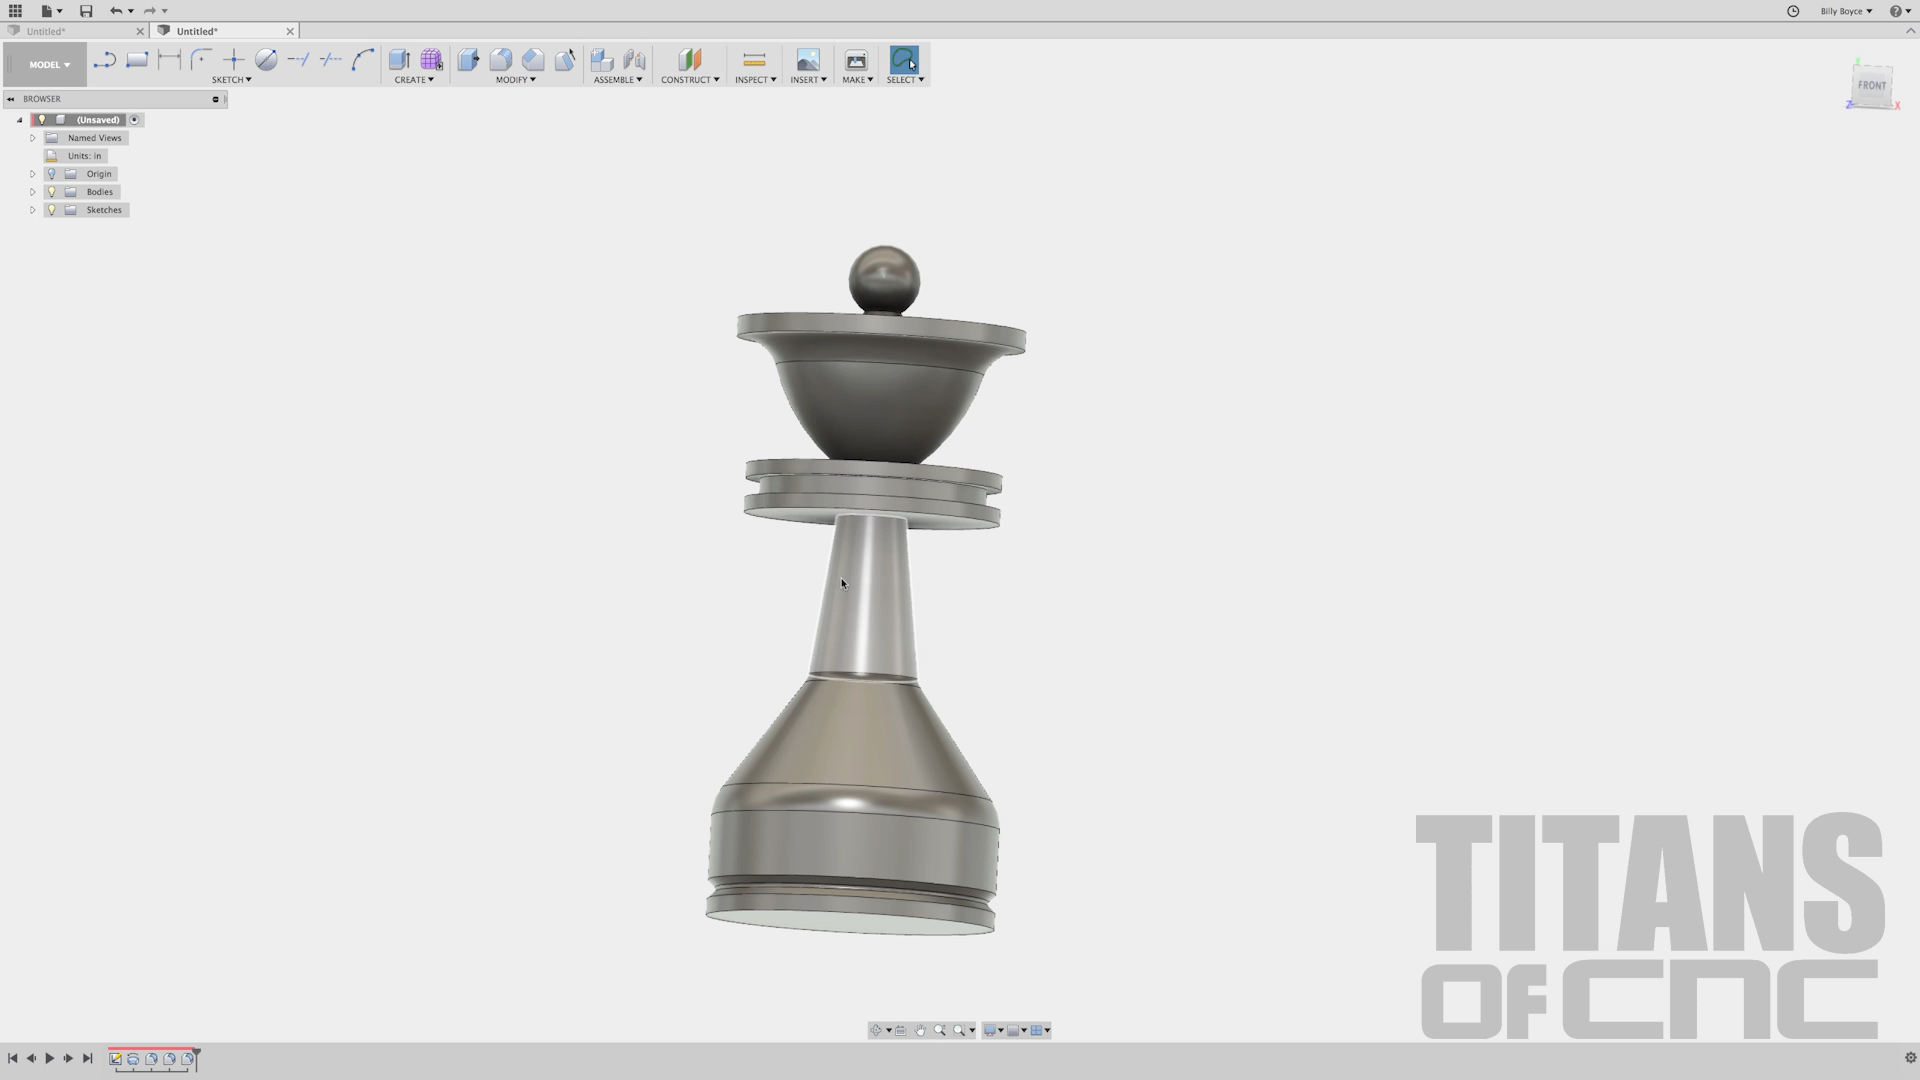 Billy Boyce
Untitled*
Untitled*
MODEL
SKETCH
CREATE
MODIFY
ASSEMBLE
CONSTRUCT
INSPECT
INSERT
MAKE
SELECT
BROWSER
FRONT
Z
X
(Unsaved)
Named Views
Units: in
Origin
Bodies
Sketches
TITANS
OF CNC